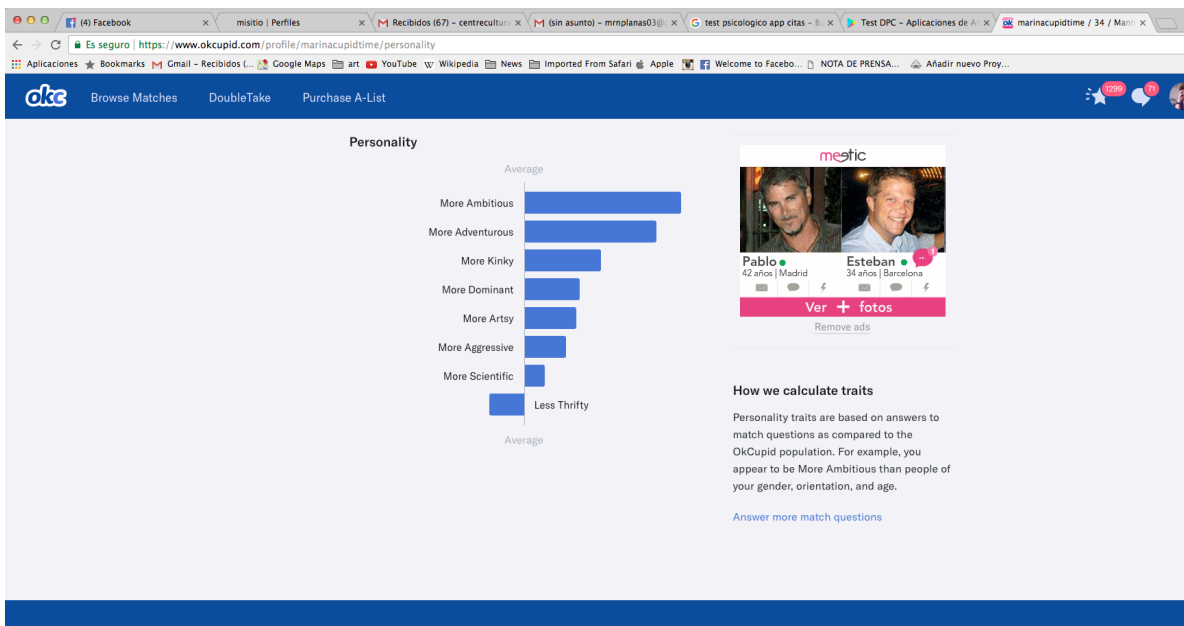 (4) Facebook
misitio | Perfiles
Recibidos (67) – centrecultura
(sin asunto) – mrnplanas03@
test psicologico app citas – B
Test DPC – Aplicaciones de A
marinacupidtime / 34 / Manl
Es seguro | https://www.okcupid.com/profile/marinacupidtime/personality
Aplicaciones Bookmarks Gmail – Recibidos (... Google Maps art YouTube Wikipedia News Imported From Safari Apple Welcome to Facebo... NOTA DE PRENSA... Añadir nuevo Proy...
okc Browse Matches DoubleTake Purchase A-List 1299 71
Personality
Average
More Ambitious
More Adventurous
More Kinky
More Dominant
More Artsy
More Aggressive
More Scientific
Less Thrifty
Average
meetic
Pablo Esteban
42 años | Madrid 34 años | Barcelona
1
Ver + fotos
Remove ads
How we calculate traits
Personality traits are based on answers to
match questions as compared to the
OkCupid population. For example, you
appear to be More Ambitious than people of
your gender, orientation, and age.
Answer more match questions